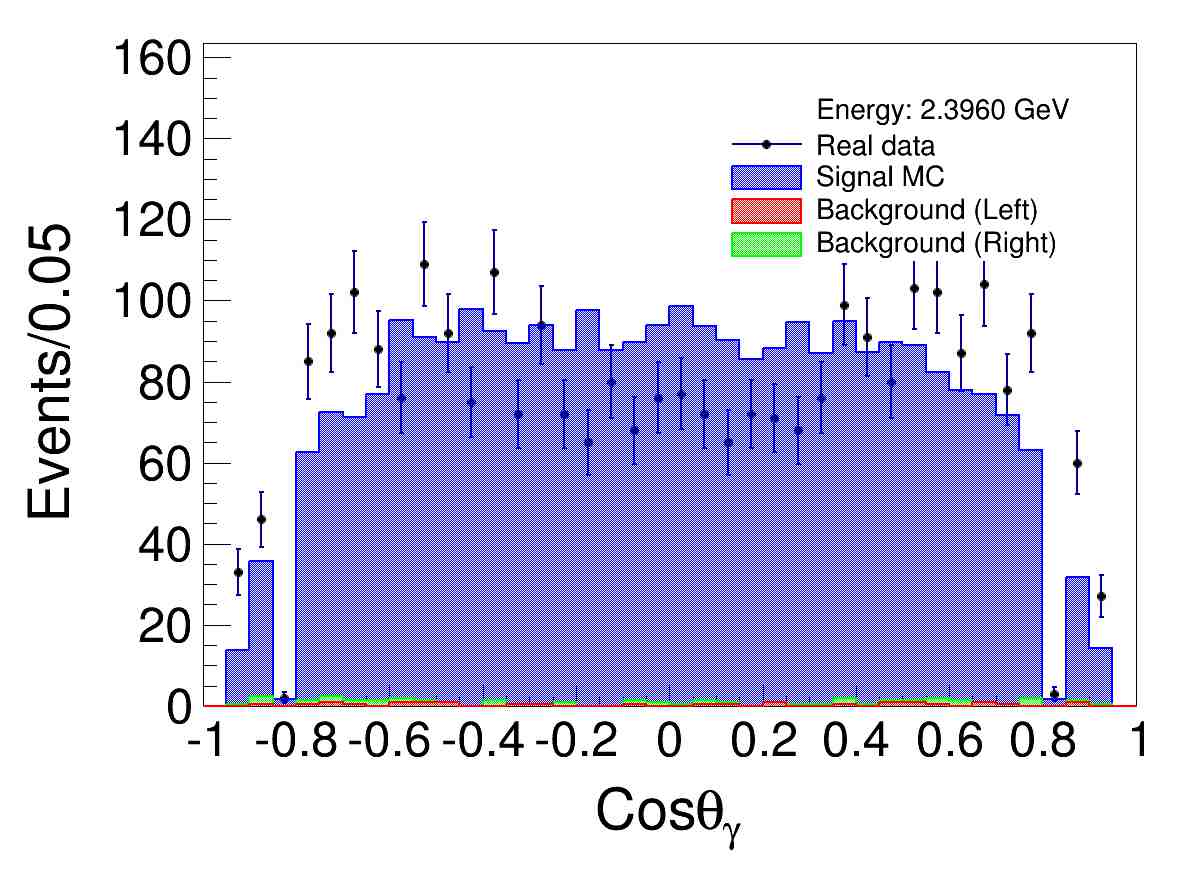 160
140
120
100
80
60
40
20
0
Events/0.05
Energy: 2.3960 GeV
Real data
Signal MC
Background (Left)
Background (Right)
-1 -0.8 -0.6 -0.4 -0.2 0 0.2 0.4 0.6 0.8 1
Cosθγ